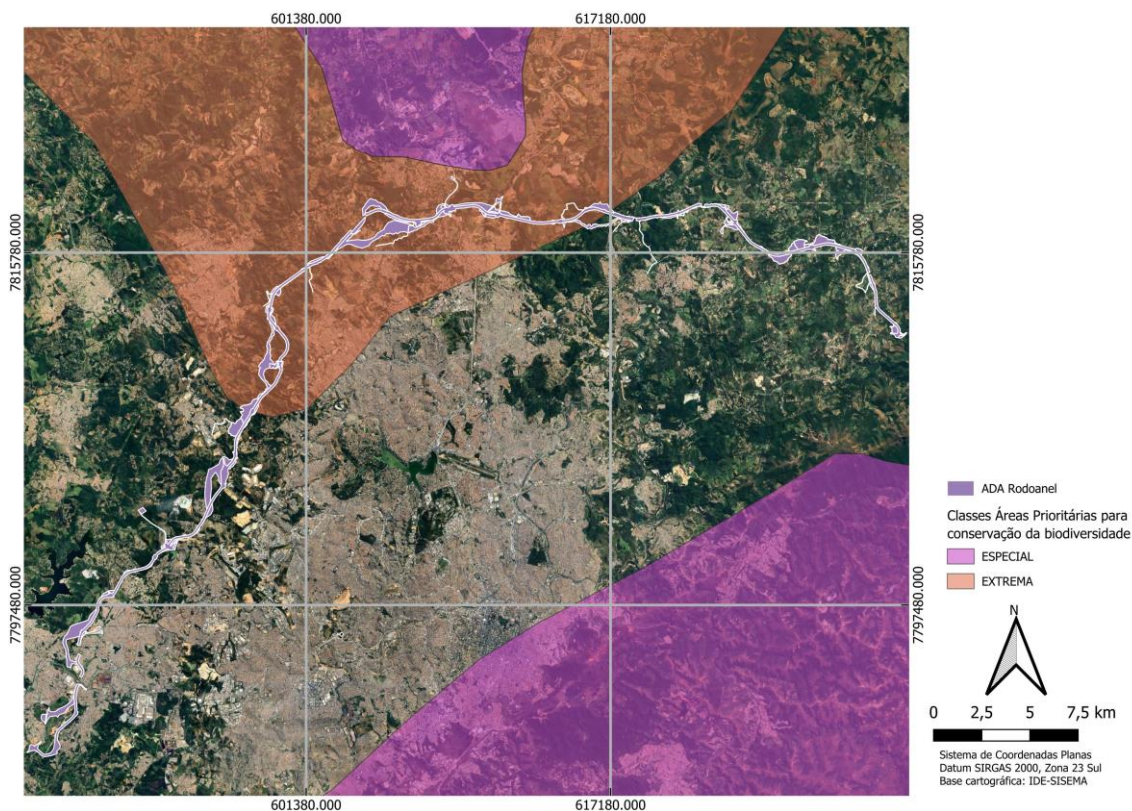 601380.000
617180.000
7815780.000
7815780.000
7797480.000
7797480.000
601380.000
617180.000
ADA Rodoanel
Classes Áreas Prioritárias para
conservação da biodiversidade
ESPECIAL
EXTREMA
N
0 2,5 5 7,5 km
Sistema de Coordenadas Planas
Datum SIRGAS 2000, Zona 23 Sul
Base cartográfica: IDE-SISEMA